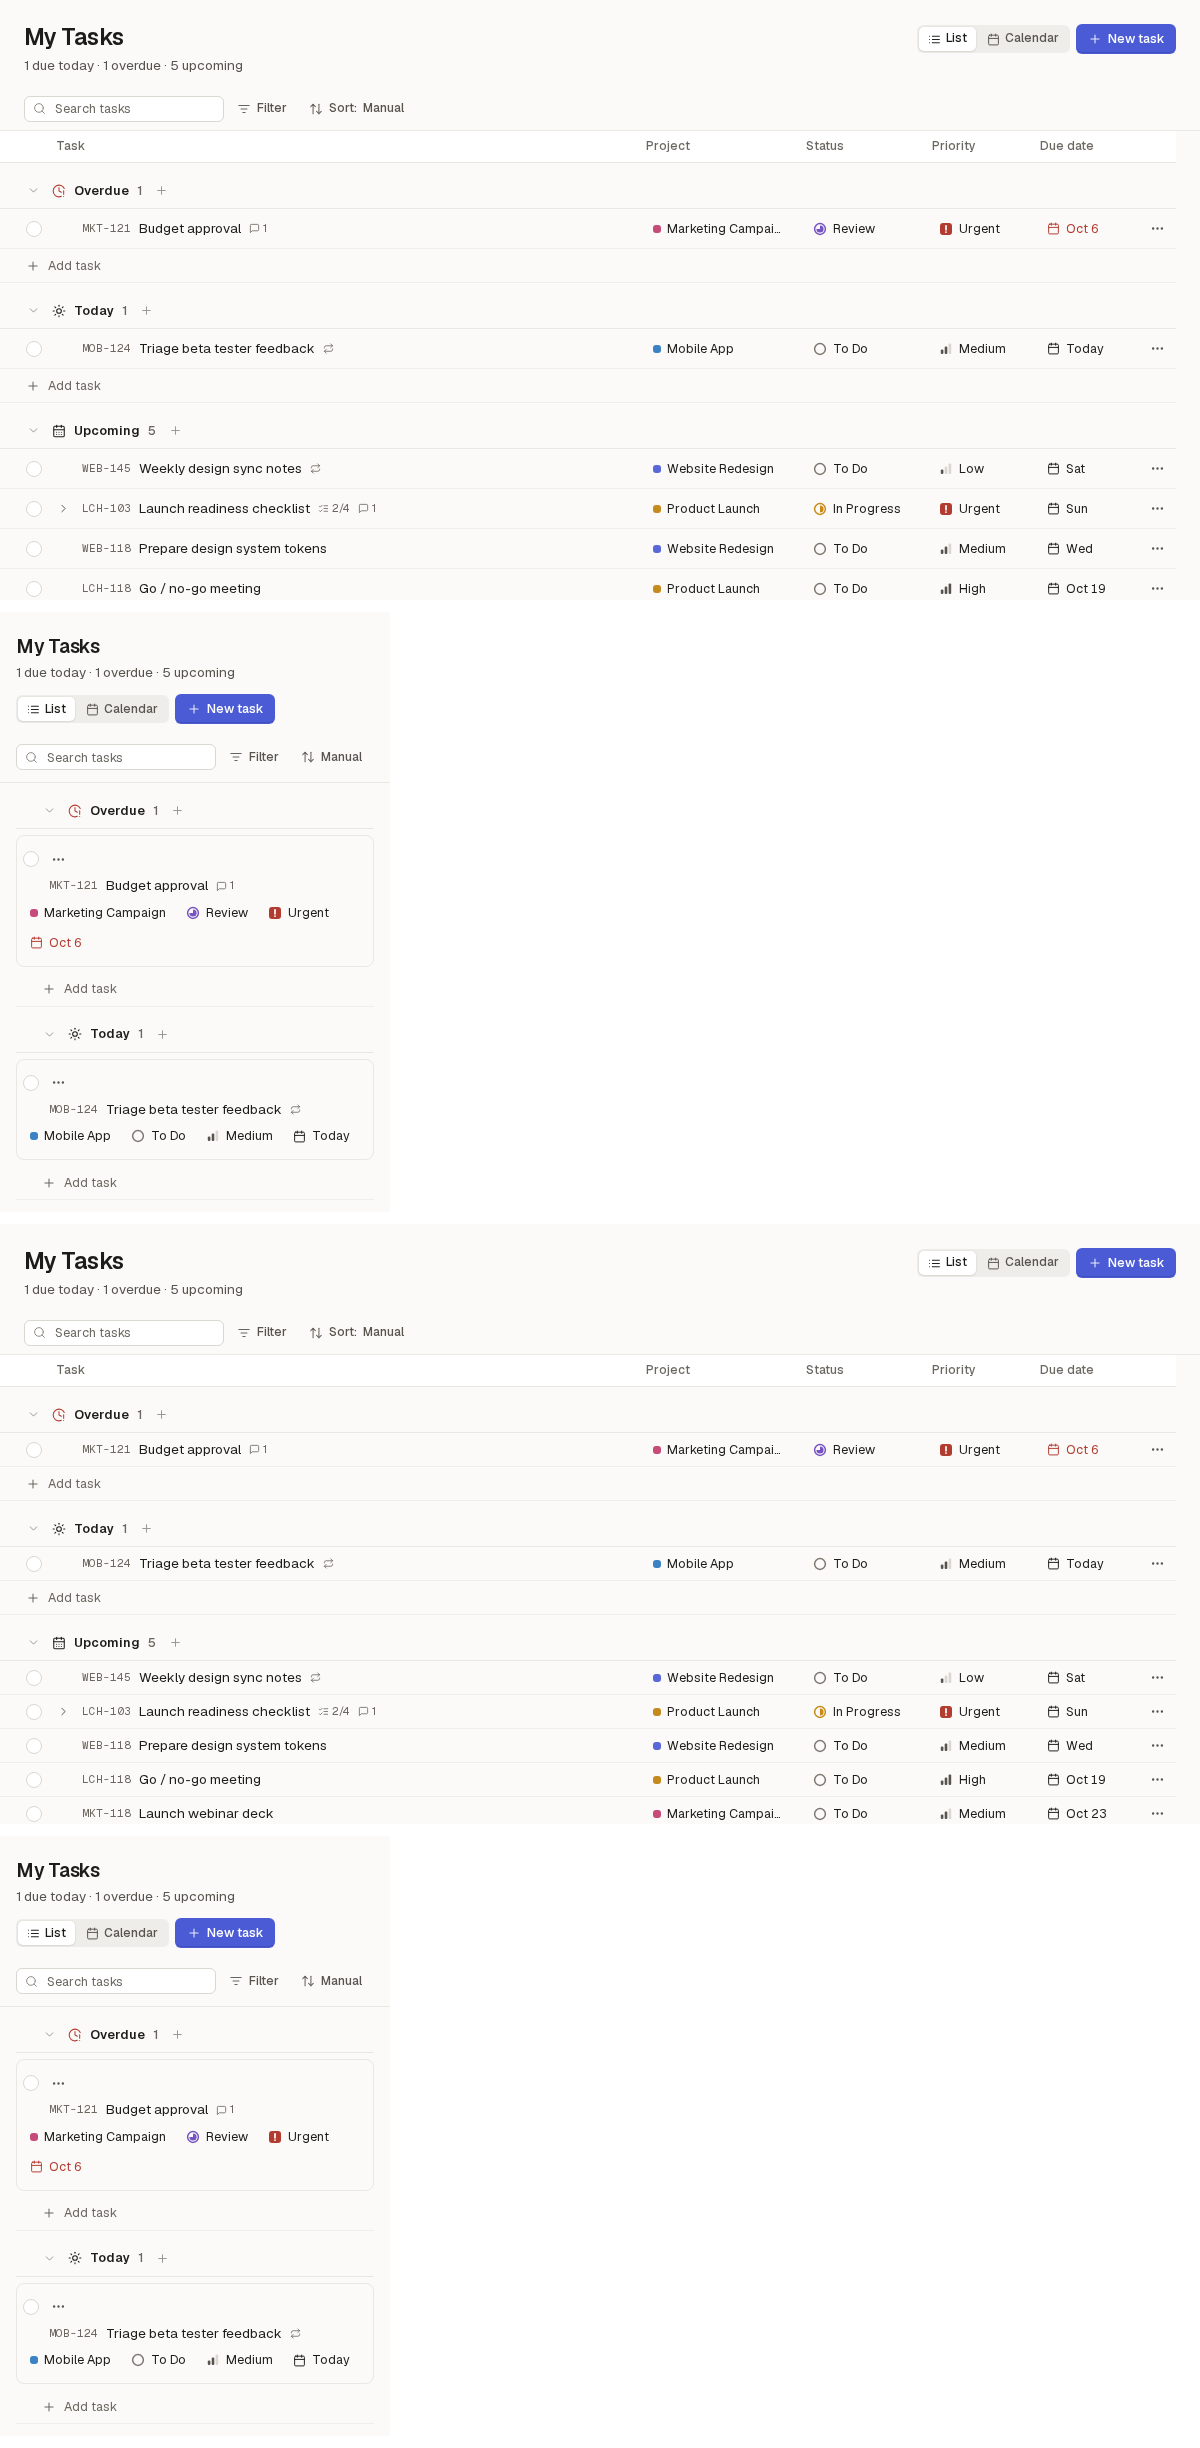 My Tasks
List Calendar New task
1 due today · 1 overdue · 5 upcoming
Search tasks Filter Sort: Manual
Task Project Status Priority Due date
Overdue 1
MKT-121 Budget approval 1 Marketing Campai... Review Urgent Oct 6
Add task
Today 1
MOB-124 Triage beta tester feedback Mobile App To Do Medium Today
Add task
Upcoming 5
WEB-145 Weekly design sync notes Website Redesign To Do Low Sat
LCH-103 Launch readiness checklist 2/4 1 Product Launch In Progress Urgent Sun
WEB-118 Prepare design system tokens Website Redesign To Do Medium Wed
LCH-118 Go / no-go meeting Product Launch To Do High Oct 19
My Tasks
1 due today · 1 overdue · 5 upcoming
List Calendar New task
Search tasks Filter Manual
Overdue 1
MKT-121 Budget approval 1
Marketing Campaign Review Urgent
Oct 6
Add task
Today 1
MOB-124 Triage beta tester feedback
Mobile App To Do Medium Today
Add task
My Tasks
List Calendar New task
1 due today · 1 overdue · 5 upcoming
Search tasks Filter Sort: Manual
Task Project Status Priority Due date
Overdue 1
MKT-121 Budget approval 1 Marketing Campai... Review Urgent Oct 6
Add task
Today 1
MOB-124 Triage beta tester feedback Mobile App To Do Medium Today
Add task
Upcoming 5
WEB-145 Weekly design sync notes Website Redesign To Do Low Sat
LCH-103 Launch readiness checklist 2/4 1 Product Launch In Progress Urgent Sun
WEB-118 Prepare design system tokens Website Redesign To Do Medium Wed
LCH-118 Go / no-go meeting Product Launch To Do High Oct 19
MKT-118 Launch webinar deck Marketing Campai... To Do Medium Oct 23
My Tasks
1 due today · 1 overdue · 5 upcoming
List Calendar New task
Search tasks Filter Manual
Overdue 1
MKT-121 Budget approval 1
Marketing Campaign Review Urgent
Oct 6
Add task
Today 1
MOB-124 Triage beta tester feedback
Mobile App To Do Medium Today
Add task